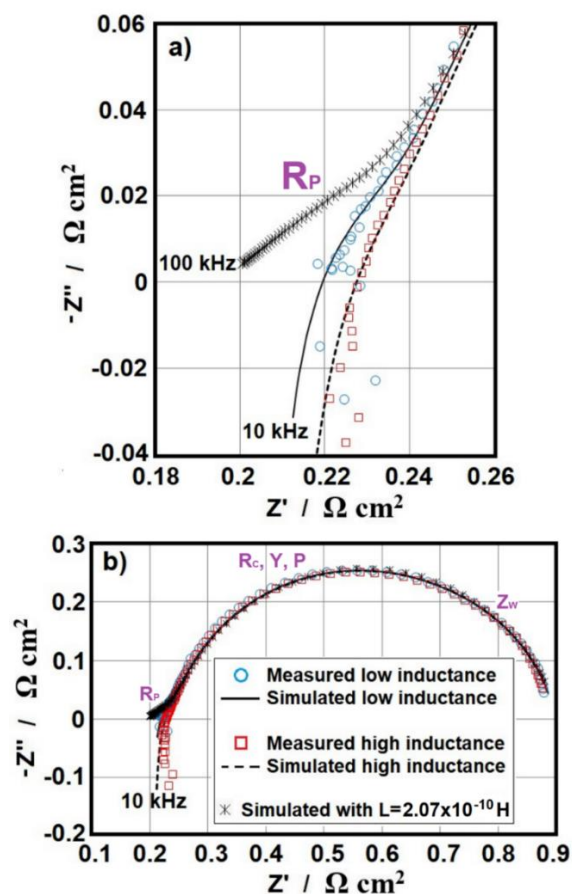 0.06
a)
0.04
RP
0.02
100 kHz
0
-0.02
10 kHz
-0.04
0.18 0.2 0.22 0.24 0.26
-Z'' / Ω cm²
Z' / Ω cm²
0.3
b)
Rc, Y, P
0.2
Zw
0.1
RP
0
-0.1
10 kHz
-0.2
Measured low inductance
Simulated low inductance
Measured high inductance
Simulated high inductance
Simulated with L=2.07x10⁻¹⁰ H
0.1 0.2 0.3 0.4 0.5 0.6 0.7 0.8 0.9
-Z'' / Ω cm²
Z' / Ω cm²